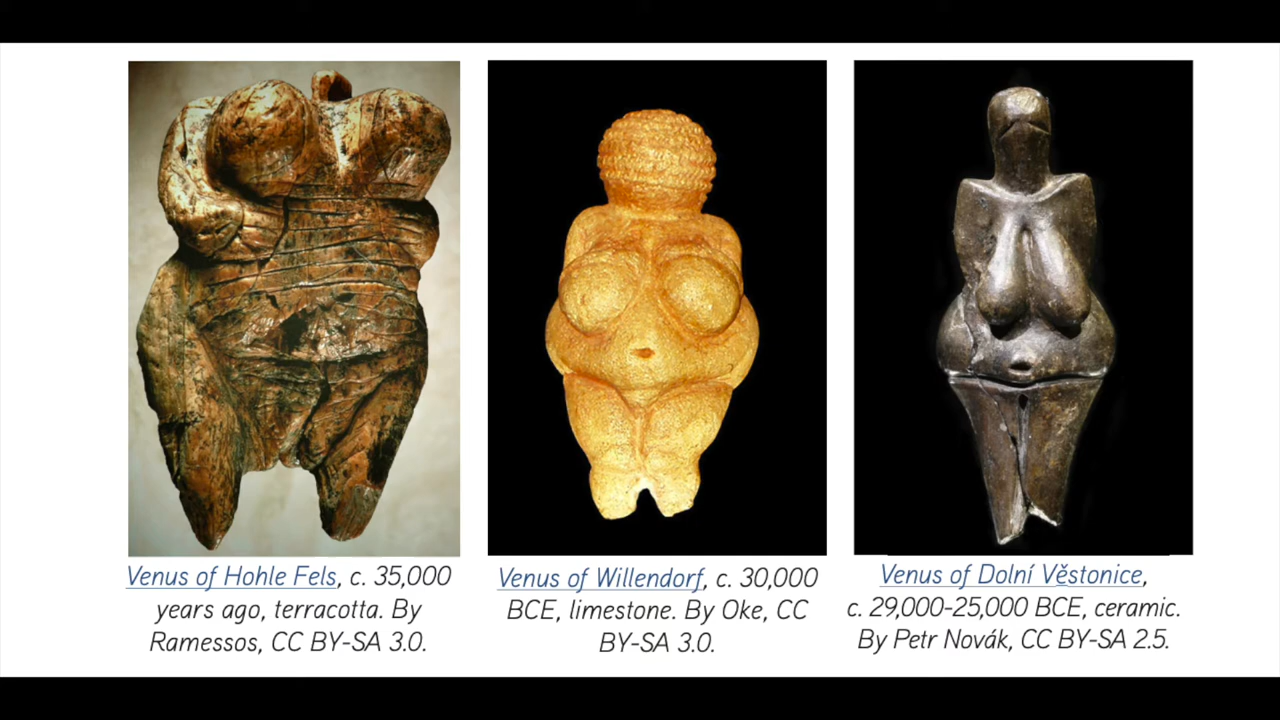 Venus of Hohle Fels, c. 35,000
years ago, terracotta. By
Ramessos, CC BY-SA 3.0.
Venus of Willendorf, c. 30,000
BCE, limestone. By Oke, CC
BY-SA 3.0.
Venus of Dolní Věstonice,
c. 29,000-25,000 BCE, ceramic.
By Petr Novák, CC BY-SA 2.5.